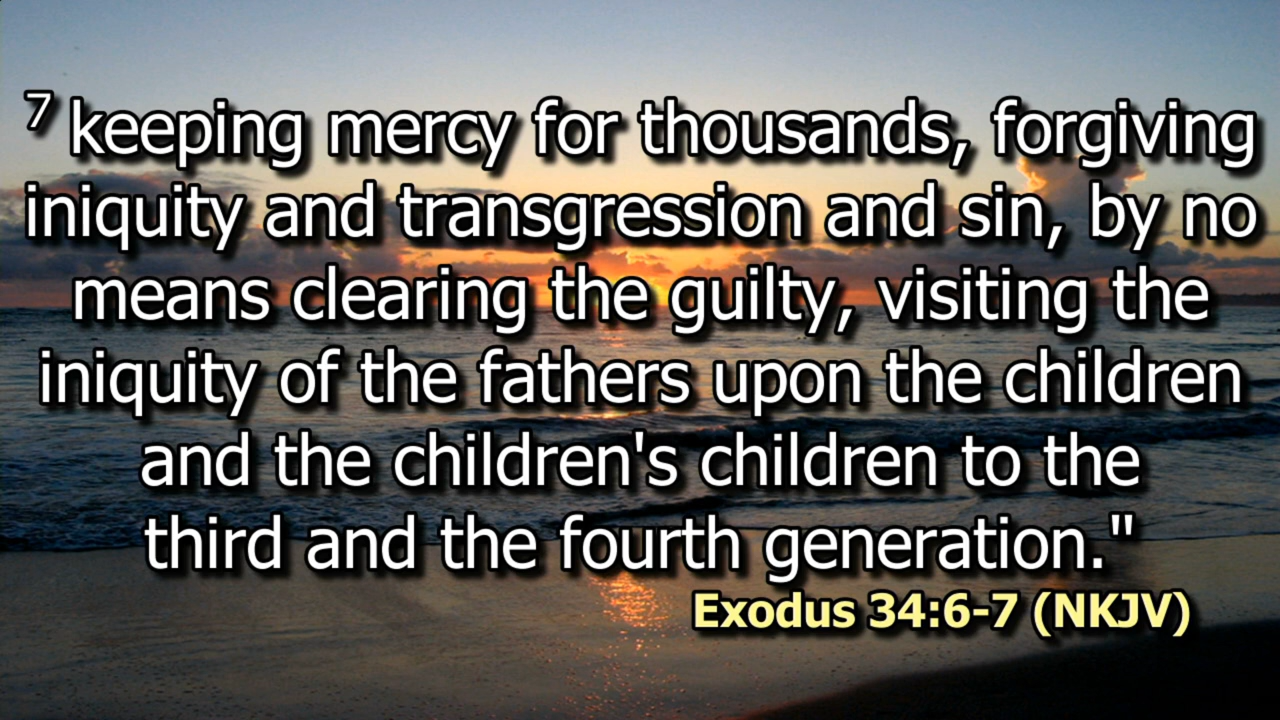 7 keeping mercy for thousands, forgiving
iniquity and transgression and sin, by no
means clearing the guilty, visiting the
iniquity of the fathers upon the children
and the children's children to the
third and the fourth generation."
Exodus 34:6-7 (NKJV)